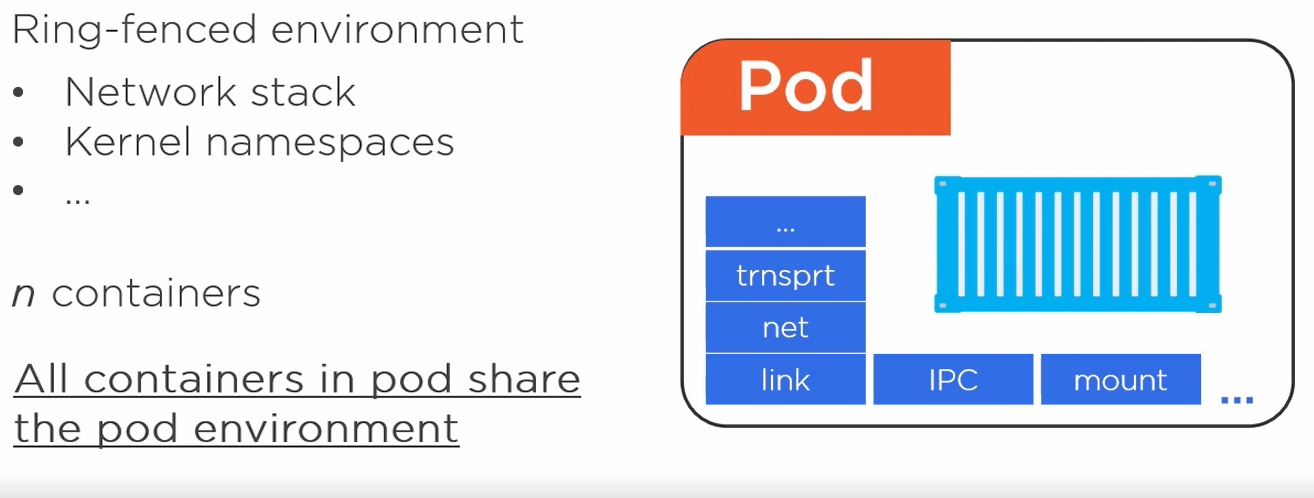 Ring-fenced environment
• Network stack
• Kernel namespaces
• ...
n containers
All containers in pod share
the pod environment
Pod
...
trnsprt
net
link
IPC
mount
...